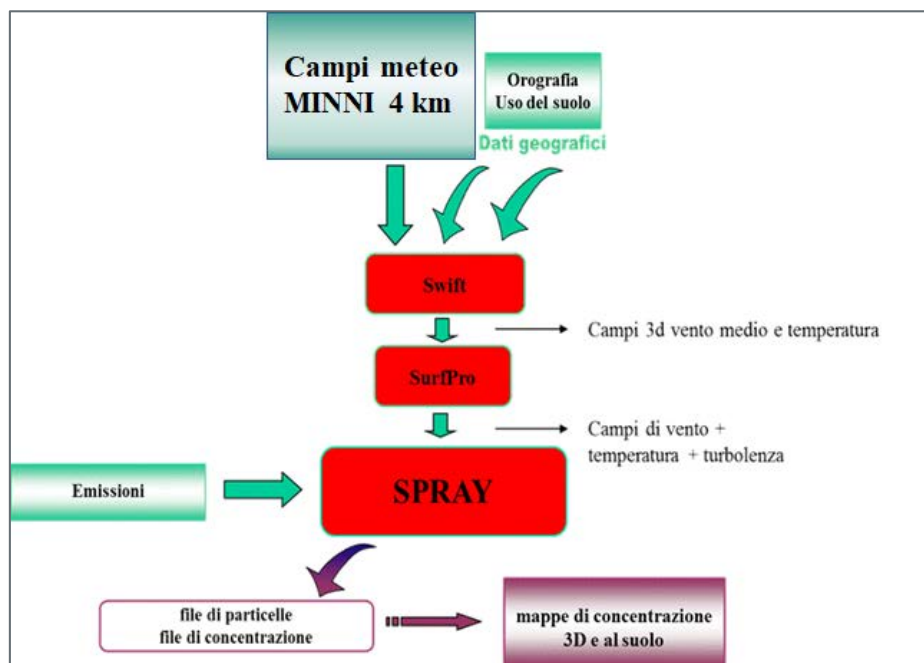 Campi meteo
MINNI 4 km
Orografia
Uso del suolo
Dati geografici
Swift
Campi 3d vento medio e temperatura
SurfPro
Campi di vento +
temperatura + turbolenza
Emissioni
SPRAY
file di particelle
file di concentrazione
mappe di concentrazione
3D e al suolo